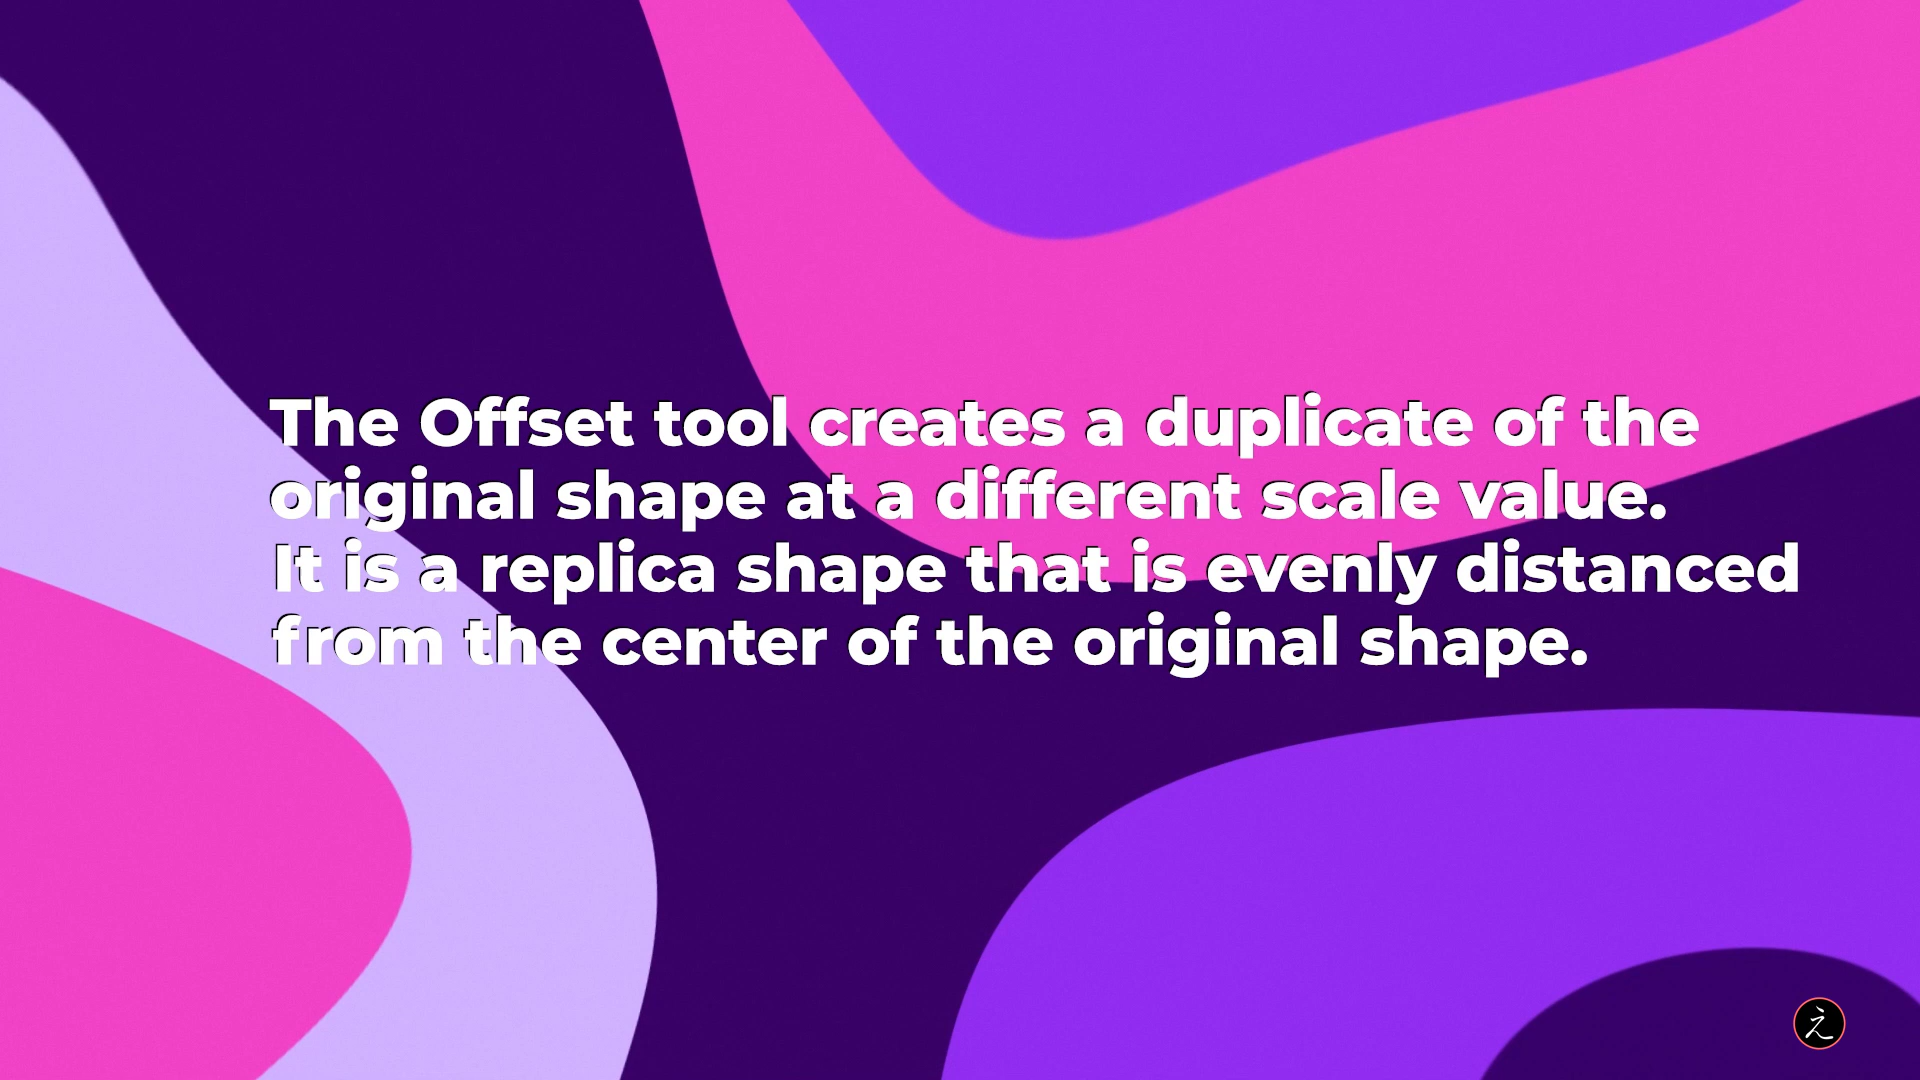 The Offset tool creates a duplicate of the
original shape at a different scale value.
It is a replica shape that is evenly distanced
from the center of the original shape.